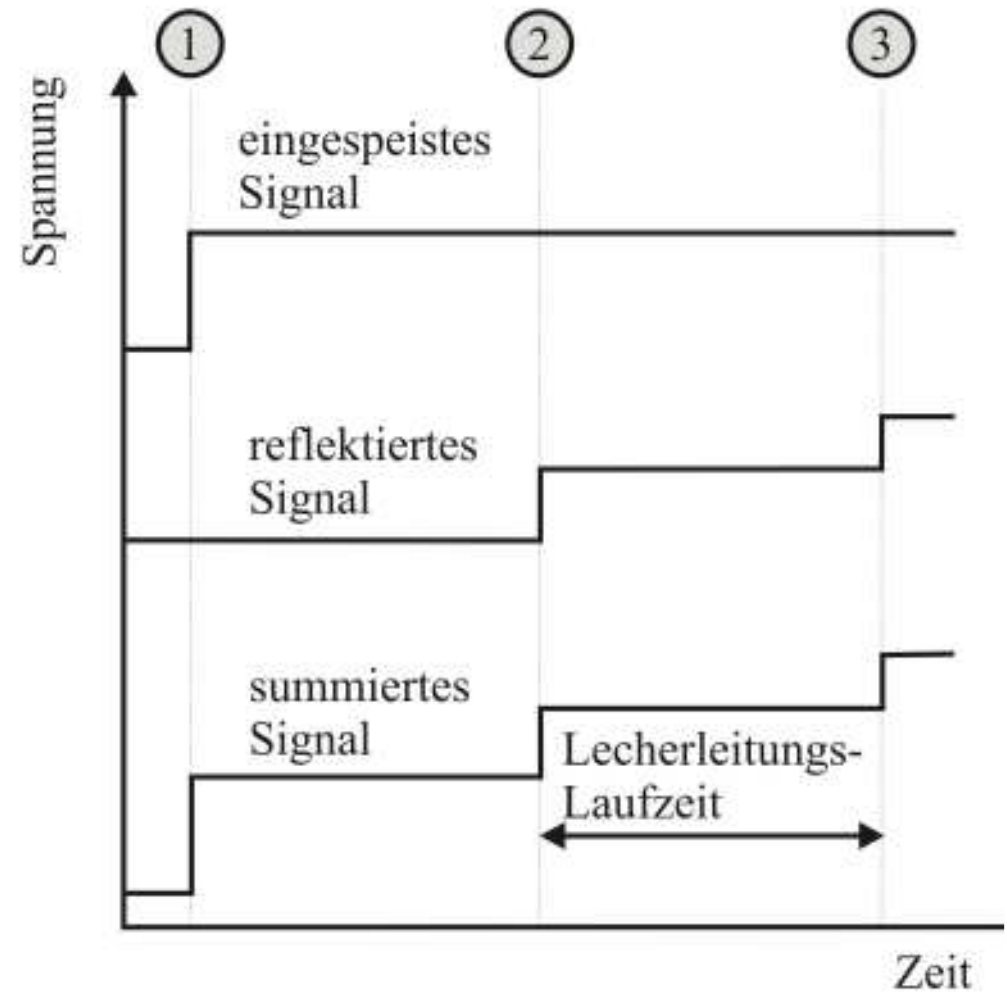 1 2 3
Spannung
eingespeistes
Signal
reflektiertes
Signal
summiertes
Signal
Lecherleitungs-
Laufzeit
Zeit